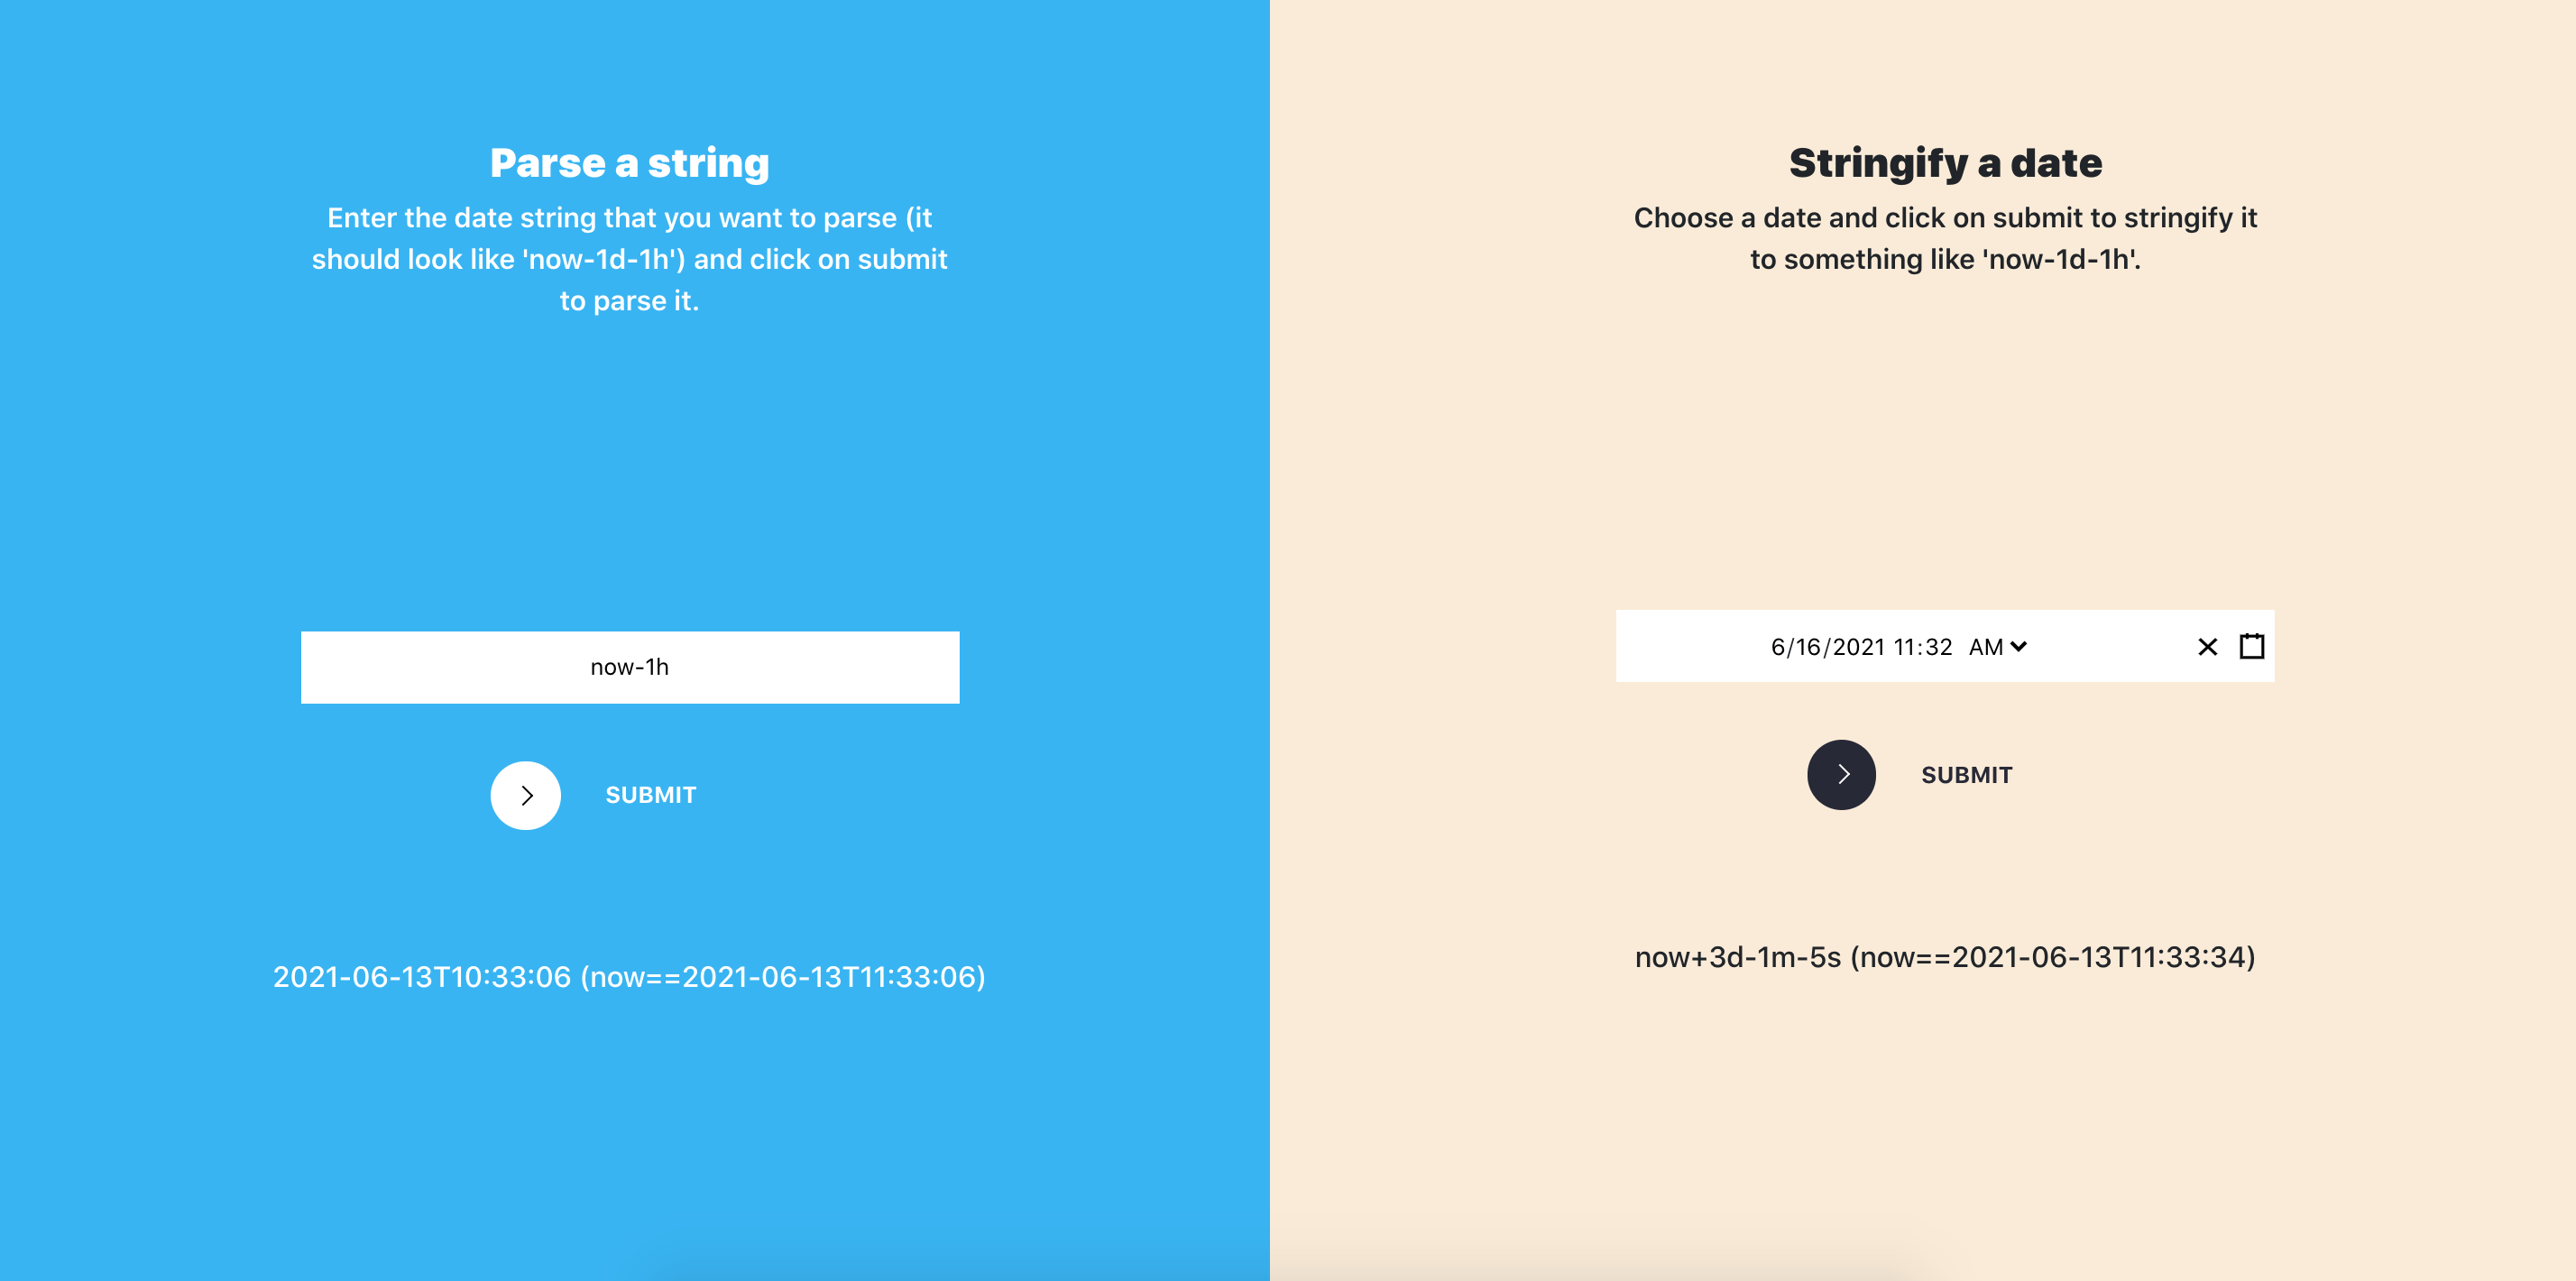 Parse a string
Enter the date string that you want to parse (it
should look like 'now-1d-1h') and click on submit
to parse it.
now-1h
SUBMIT
2021-06-13T10:33:06 (now==2021-06-13T11:33:06)
Stringify a date
Choose a date and click on submit to stringify it
to something like 'now-1d-1h'.
6/16/2021 11:32 AM
SUBMIT
now+3d-1m-5s (now==2021-06-13T11:33:34)